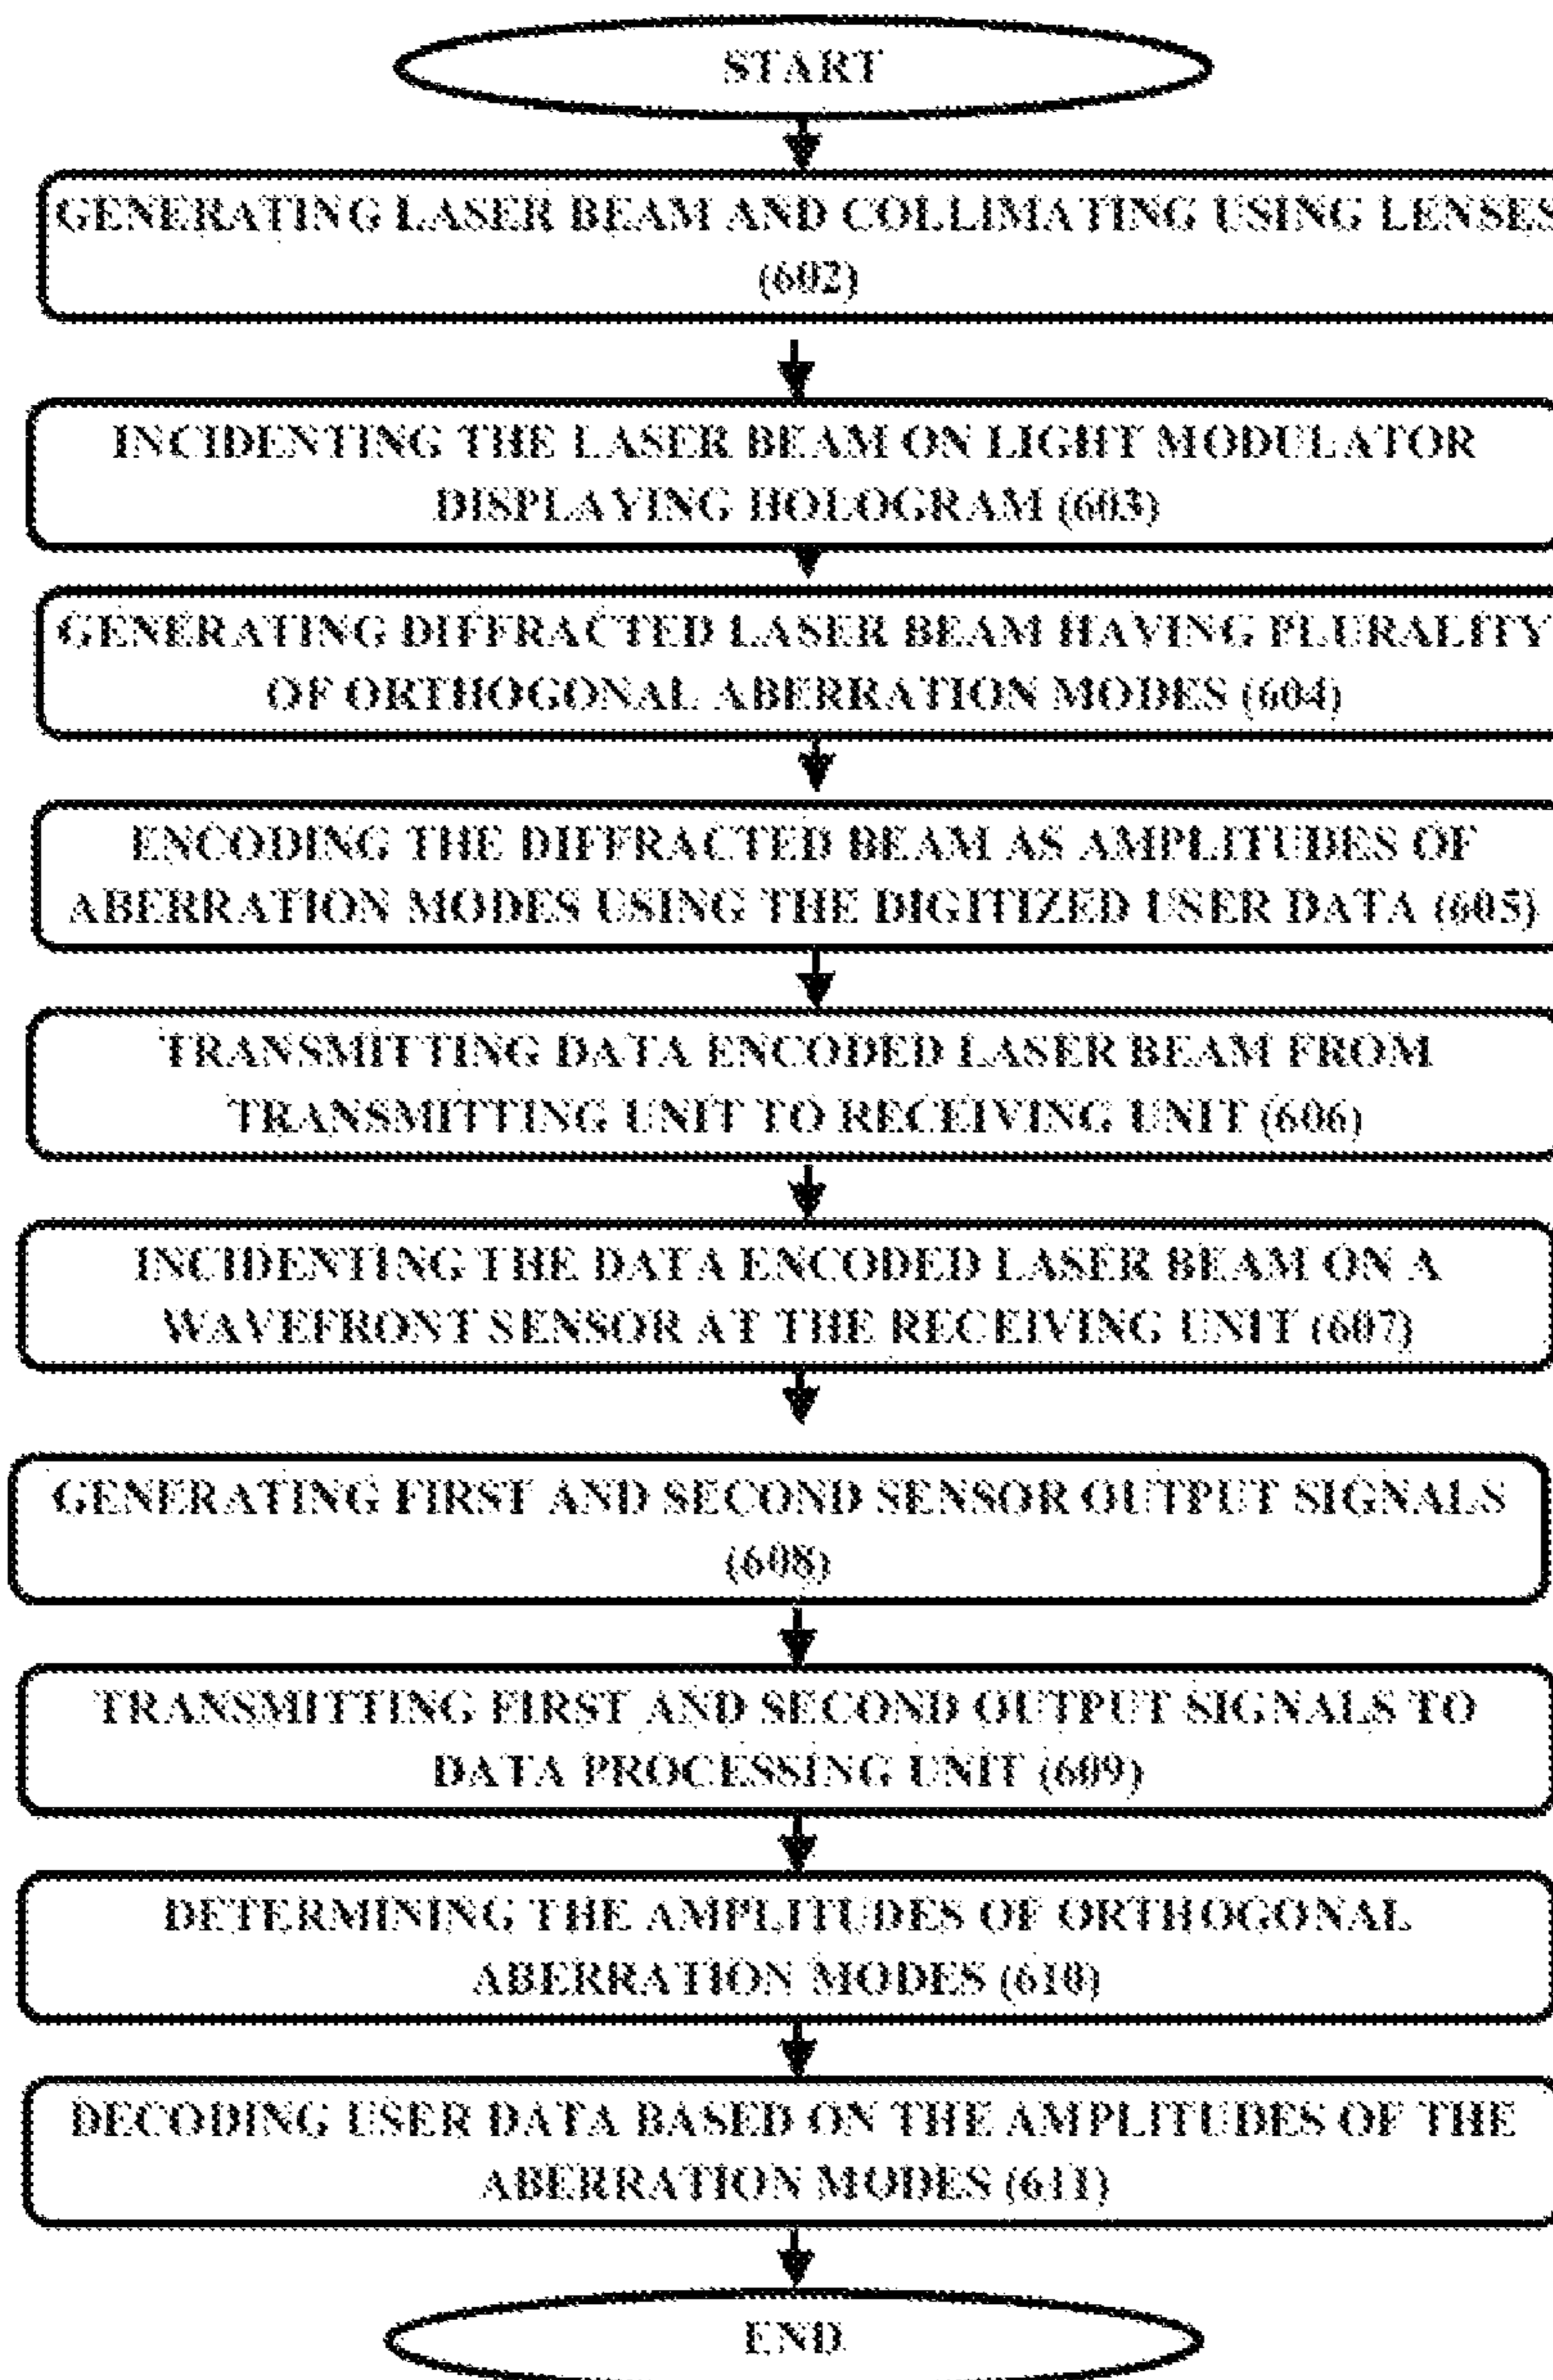 START
GENERATING LASER BEAM AND COLLIMATING USING LENSES
(602)
INCIDENTING THE LASER BEAM ON LIGHT MODULATOR
DISPLAYING HOLOGRAM (603)
GENERATING DIFFRACTED LASER BEAM HAVING PLURALITY
OF ORTHOGONAL ABERRATION MODES (604)
ENCODING THE DIFFRACTED BEAM AS AMPLITUDES OF
ABERRATION MODES USING THE DIGITIZED USER DATA (605)
TRANSMITTING DATA ENCODED LASER BEAM FROM
TRANSMITTING UNIT TO RECEIVING UNIT (606)
INCIDENTING THE DATA ENCODED LASER BEAM ON A
WAVEFRONT SENSOR AT THE RECEIVING UNIT (607)
GENERATING FIRST AND SECOND SENSOR OUTPUT SIGNALS
(608)
TRANSMITTING FIRST AND SECOND OUTPUT SIGNALS TO
DATA PROCESSING UNIT (609)
DETERMINING THE AMPLITUDES OF ORTHOGONAL
ABERRATION MODES (610)
DECODING USER DATA BASED ON THE AMPLITUDES OF THE
ABERRATION MODES (611)
END